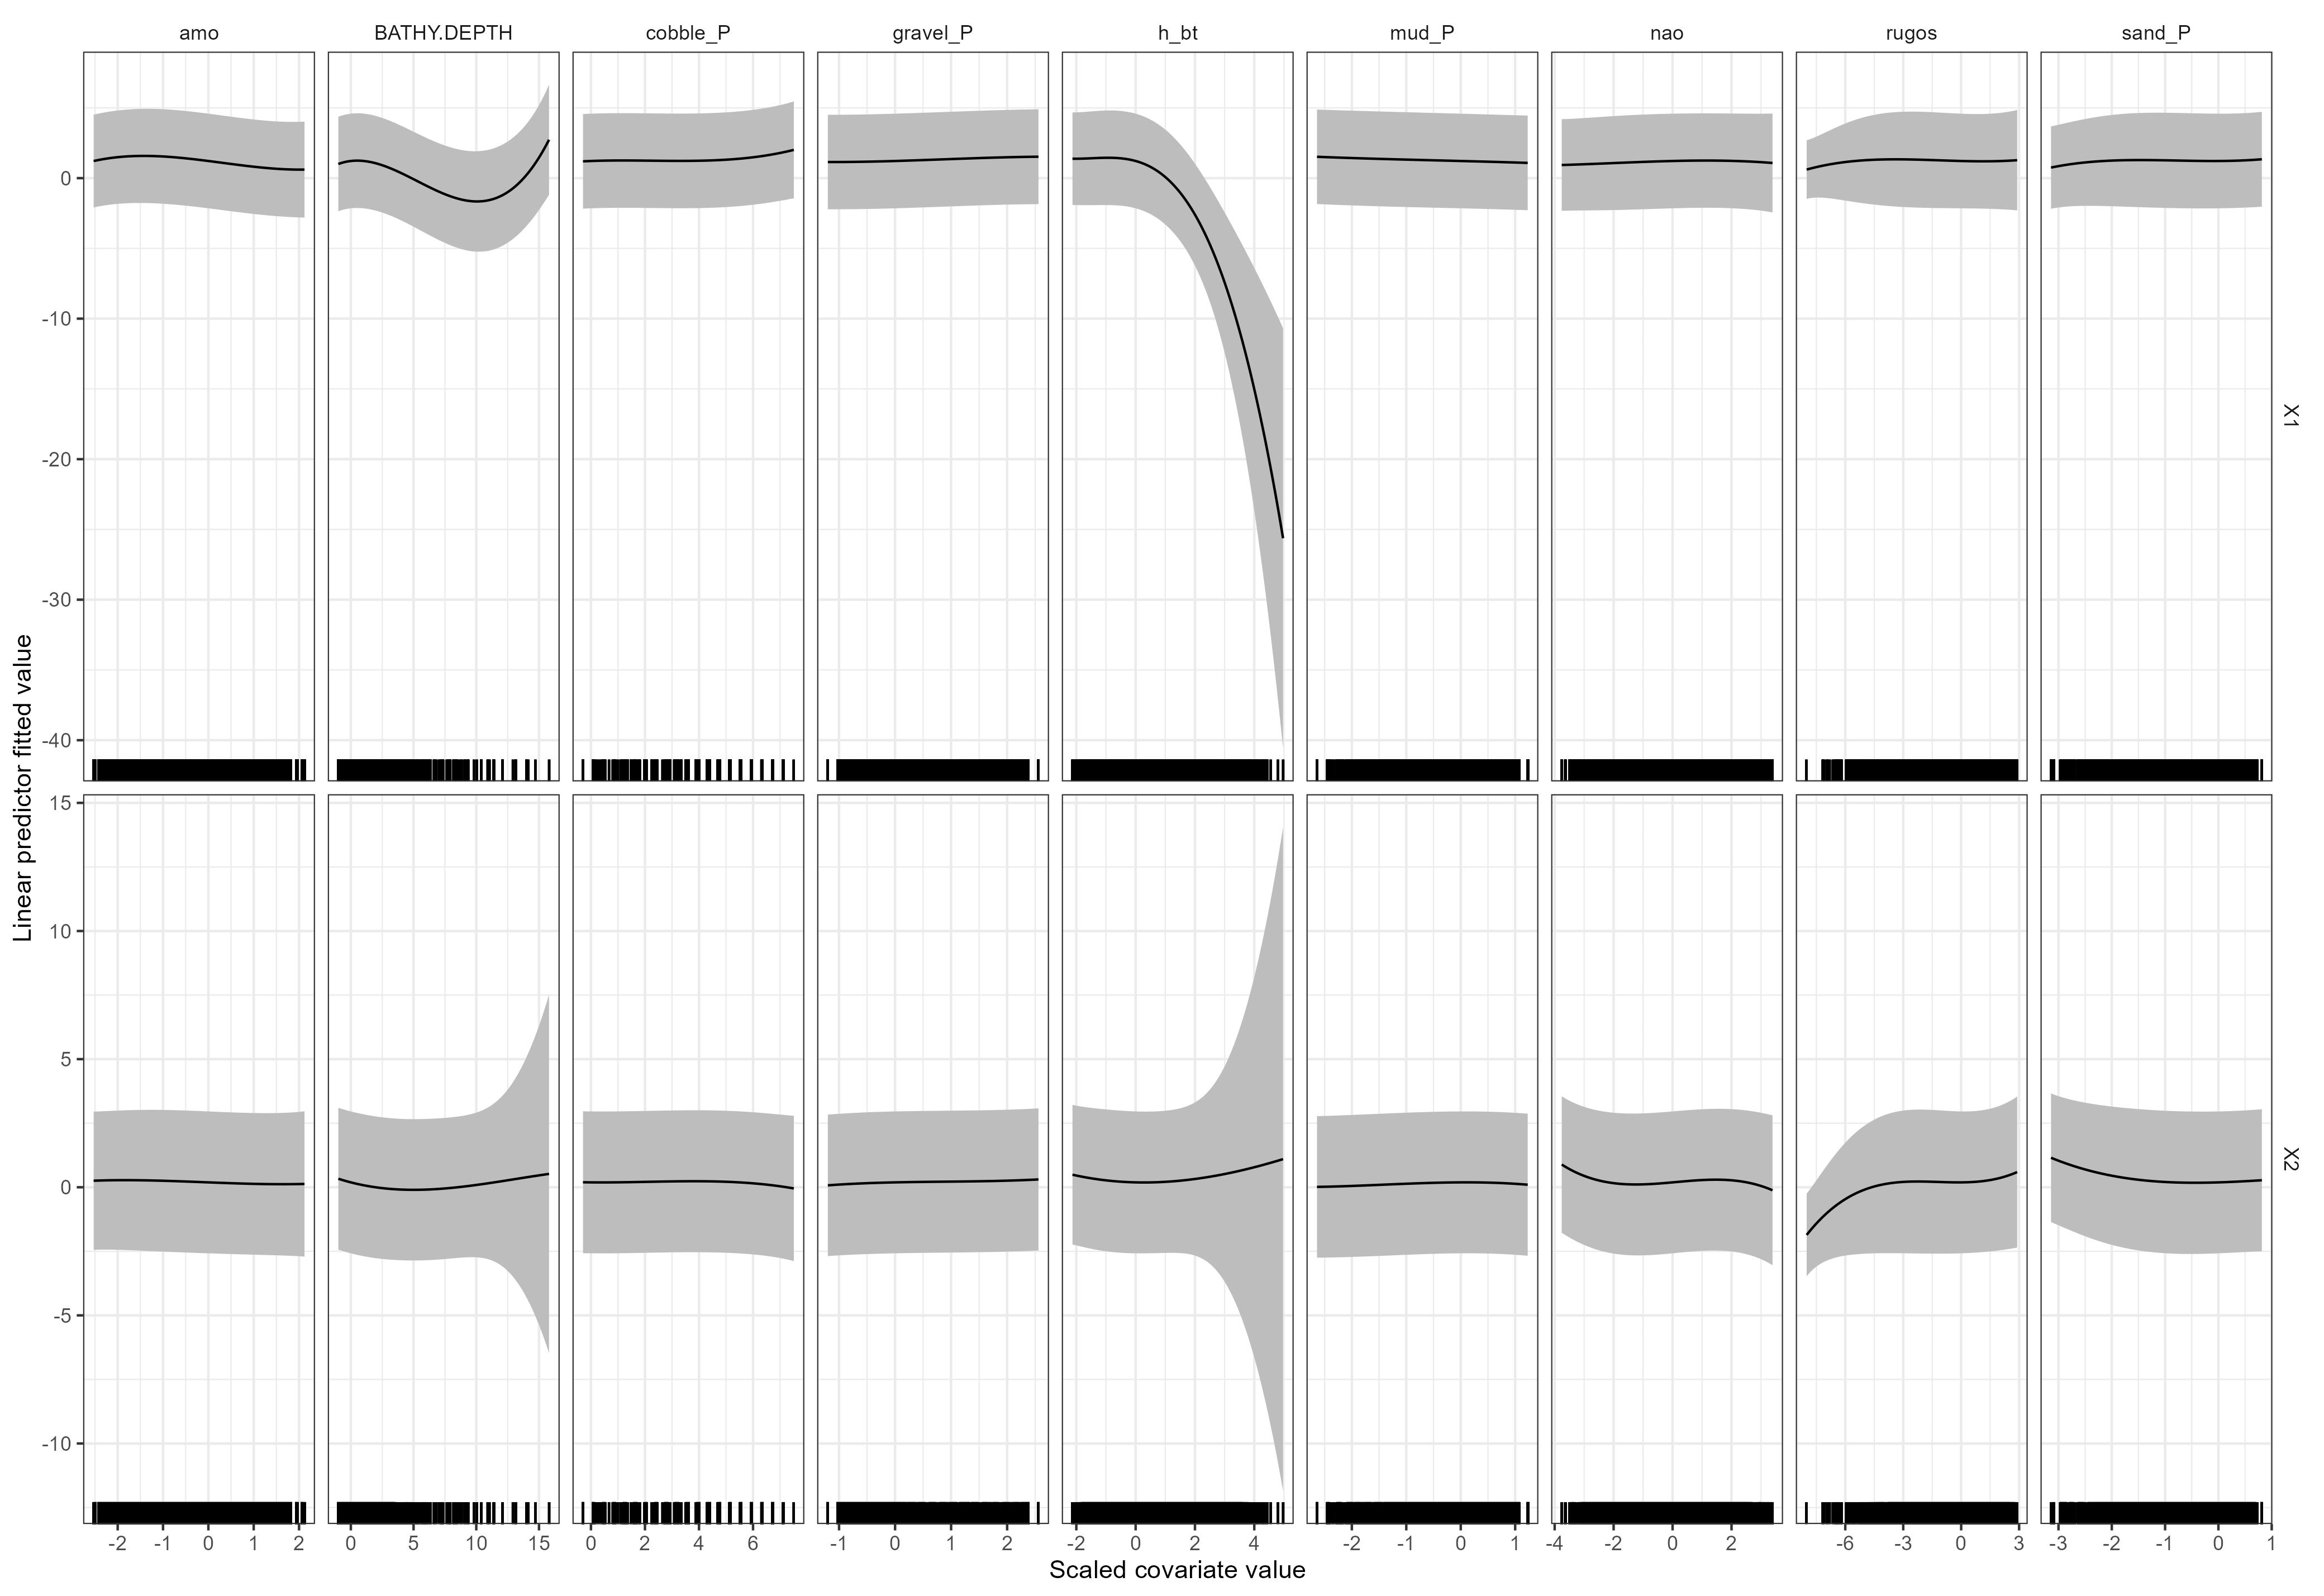 amo BATHY.DEPTH cobble_P gravel_P h_bt mud_P nao rugos sand_P
0
-10
-20
-30
-40
X1
Linear predictor fitted value
15
10
5
0
-5
-10
X2
-2 -1 0 1 2 0 5 10 15 0 2 4 6 -1 0 1 2 -2 0 2 4 -2 -1 0 1 -4 -2 0 2 -6 -3 0 3 -3 -2 -1 0 1
Scaled covariate value